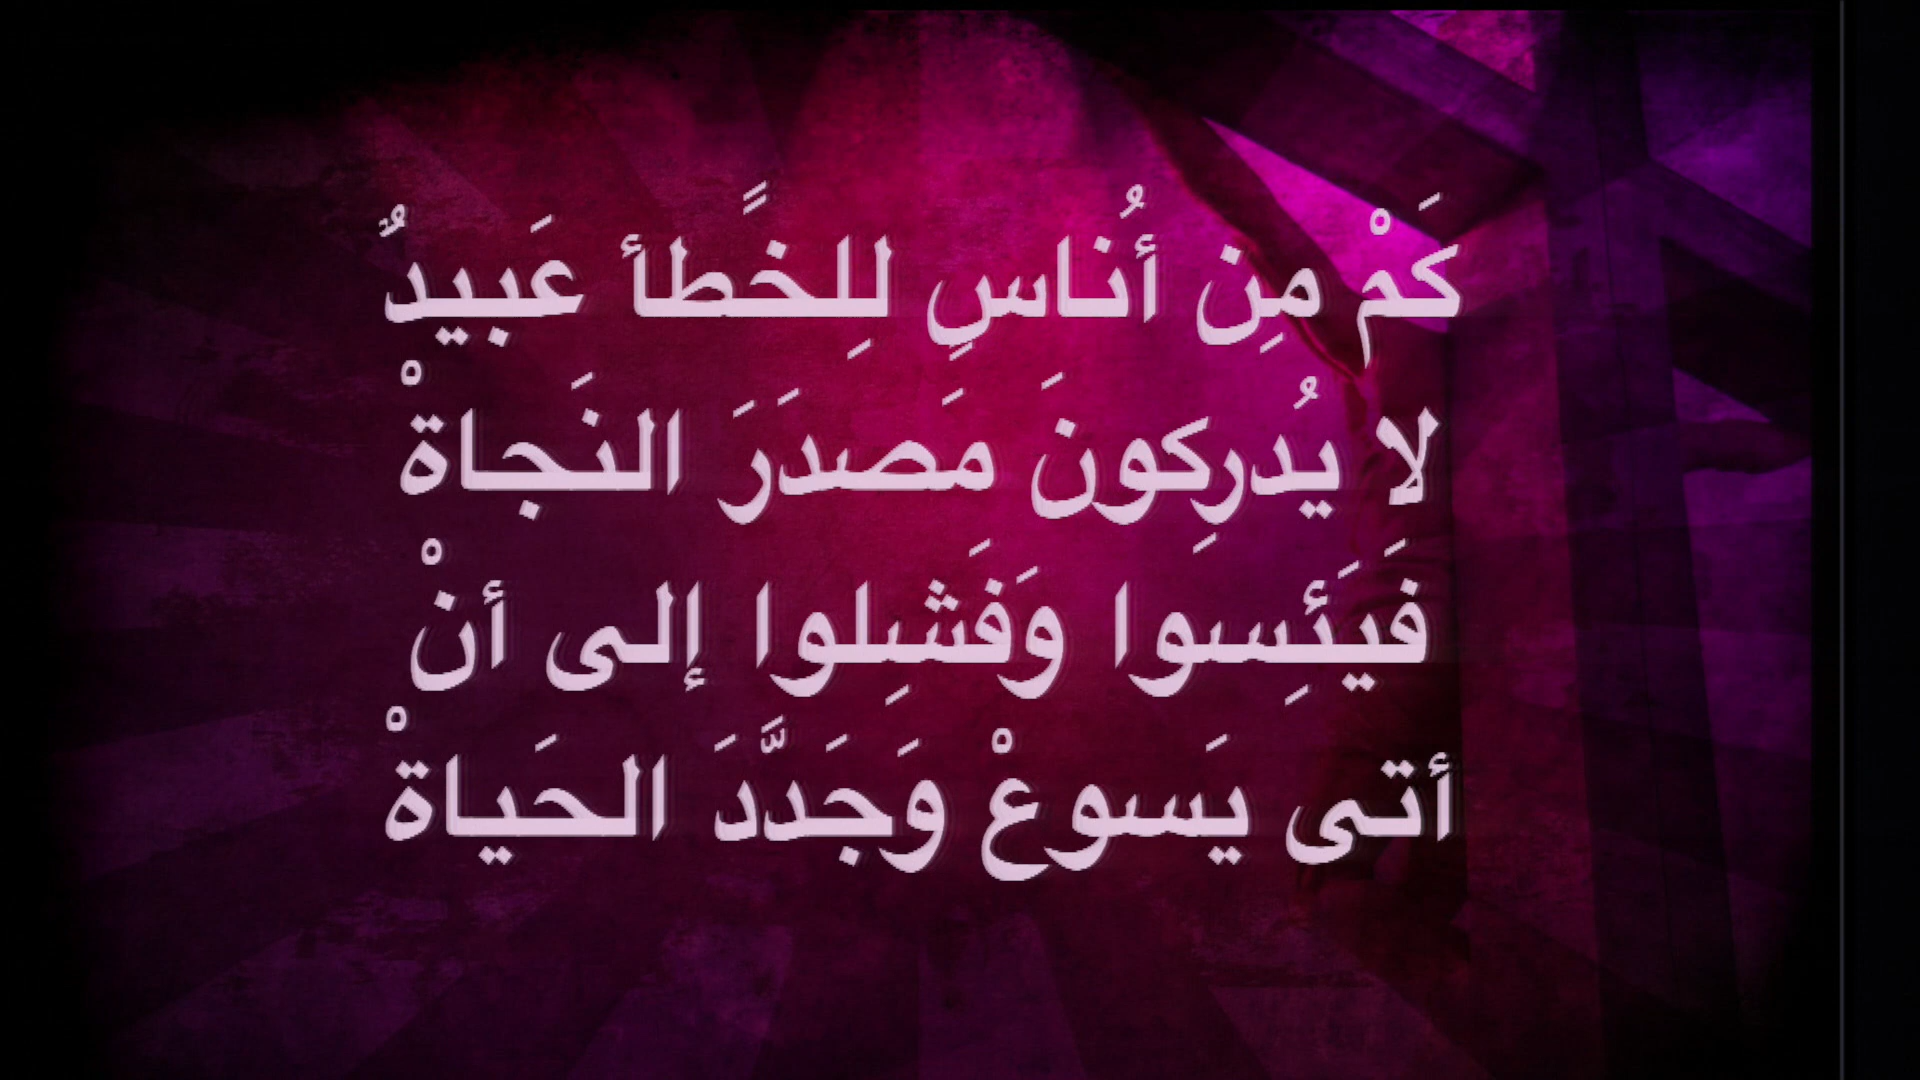 كَمْ مِن أُناسٍ لِلخًطأ عَبيدٌ
لا يُدرِكونَ مَصدَرَ النَجاةْ
فَيَئِسوا وَفَشِلوا إلى أنْ
أتى يَسوعْ وَجَدَّدَ الحَياةْ